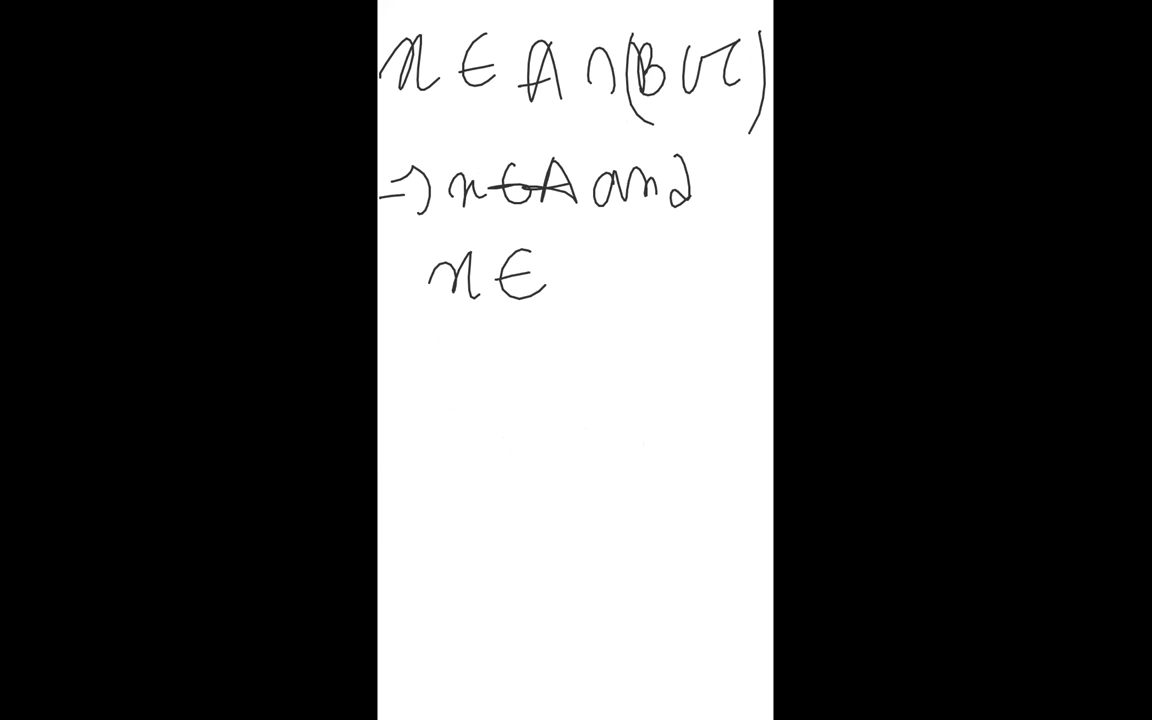 x ∈ A ∩ (B ∪ C)
⇒ x ∈ A and
x ∈